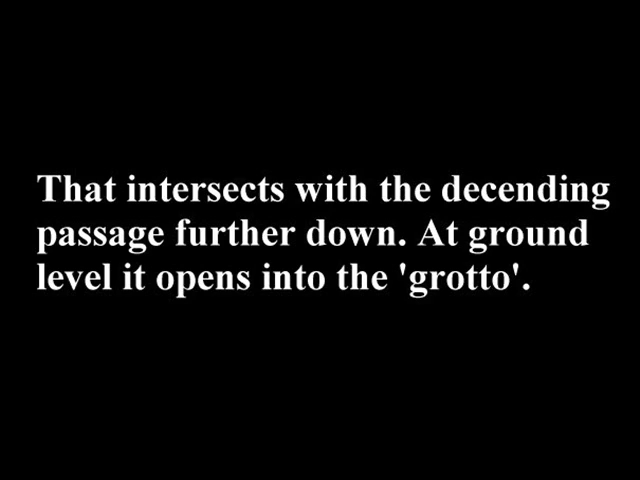 That intersects with the decending
passage further down. At ground
level it opens into the 'grotto'.